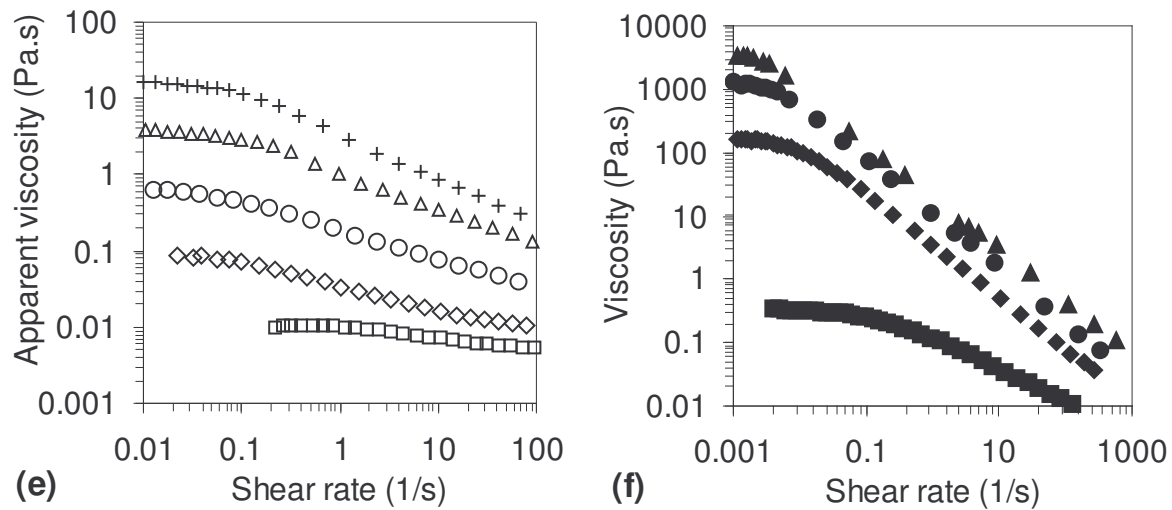 Apparent viscosity (Pa.s)
100
10
1
0.1
0.01
0.001
0.01 0.1 1 10 100
Shear rate (1/s)
(e)
Viscosity (Pa.s)
10000
1000
100
10
1
0.1
0.01
0.001 0.1 10 1000
Shear rate (1/s)
(f)